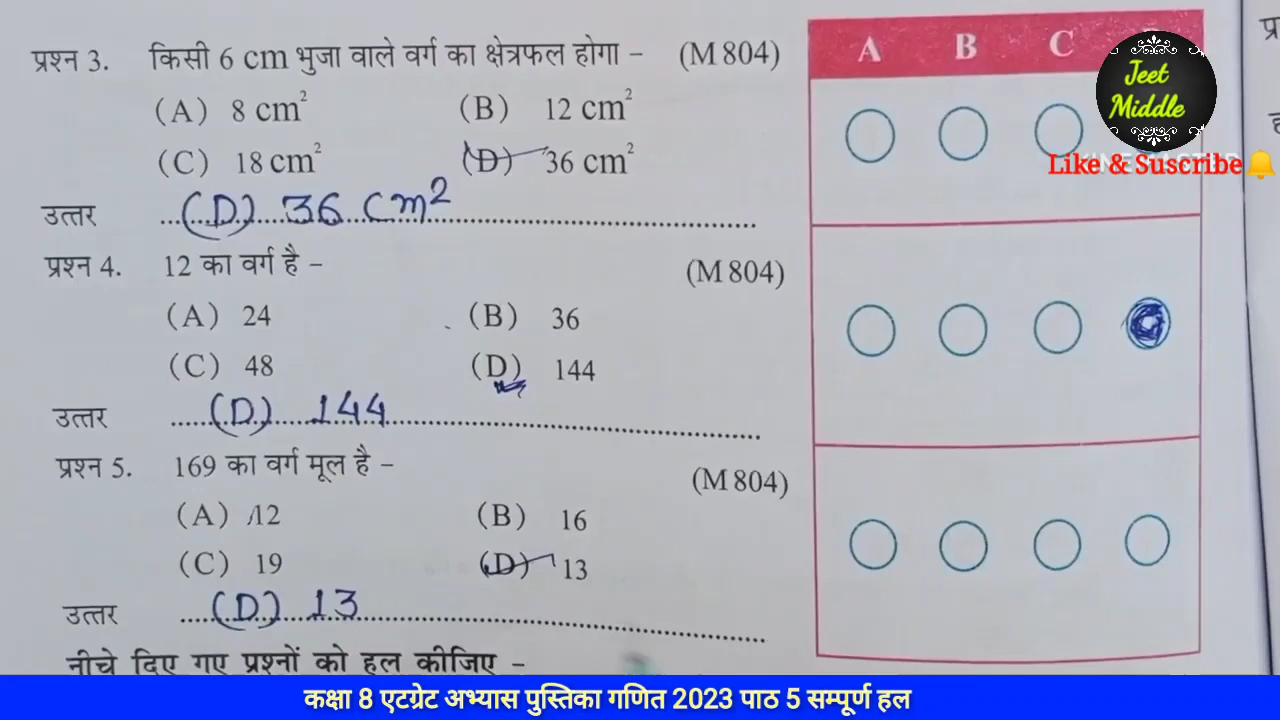 प्रश्न 3. किसी 6 cm भुजा वाले वर्ग का क्षेत्रफल होगा – (M 804)
(A) 8 cm² (B) 12 cm²
(C) 18 cm² (D) 36 cm²
उत्तर (D) 36 cm²
प्रश्न 4. 12 का वर्ग है – (M 804)
(A) 24 (B) 36
(C) 48 (D) 144
उत्तर (D) 144
प्रश्न 5. 169 का वर्ग मूल है – (M 804)
(A) 12 (B) 16
(C) 19 (D) 13
उत्तर (D) 13
नीचे दिए गए प्रश्नों को हल कीजिए –
A B C
Jeet
Middle
Like & Suscribe
कक्षा 8 एटग्रेट अभ्यास पुस्तिका गणित 2023 पाठ 5 सम्पूर्ण हल